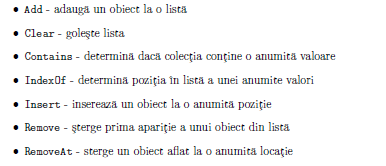 • Add - adaugă un obiect la o listă
• Clear - goleşte lista
• Contains - determină dacă colecţia conţine o anumită valoare
• IndexOf - determină poziţia în listă a unei anumite valori
• Insert - inserează un obiect la o anumită poziţie
• Remove - şterge prima apariţie a unui obiect din listă
• RemoveAt - sterge un obiect aflat la o anumită locaţie